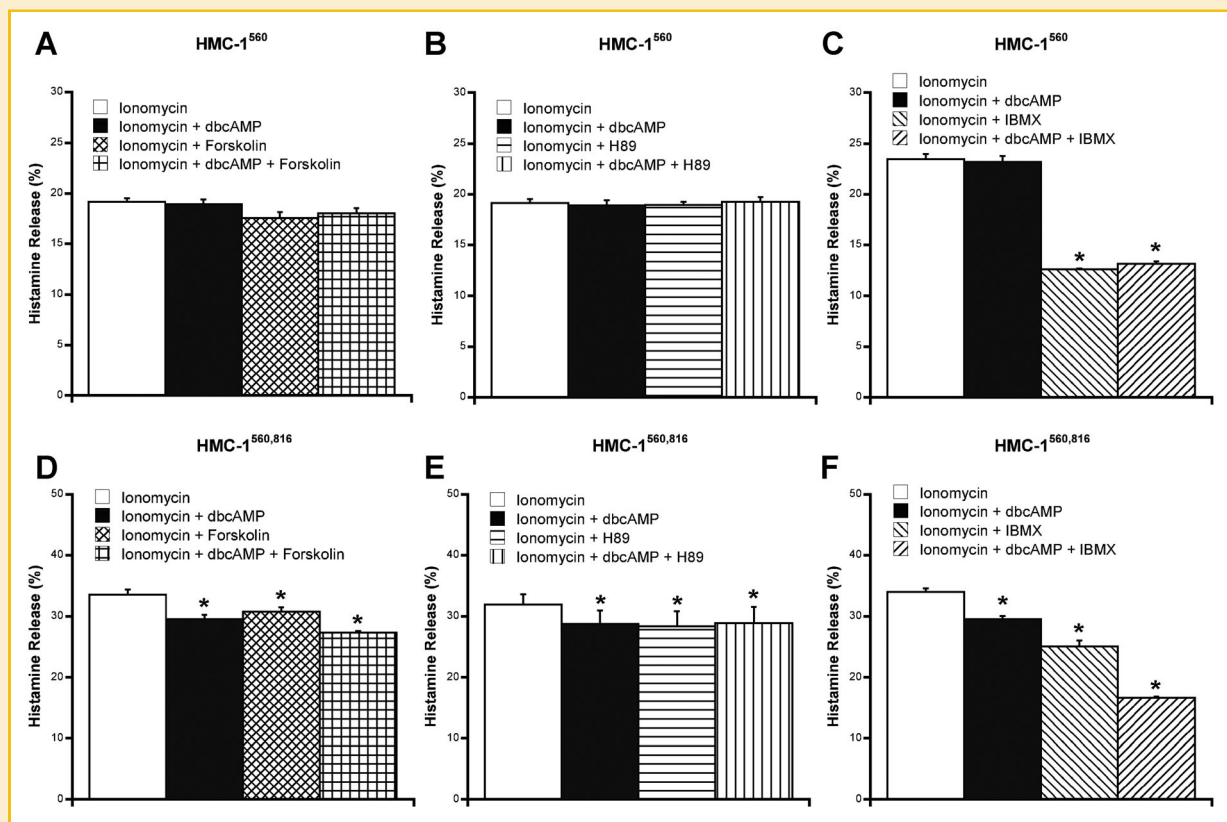 A
HMC-1⁵⁶⁰
Ionomycin
Ionomycin + dbcAMP
Ionomycin + Forskolin
Ionomycin + dbcAMP + Forskolin
Histamine Release (%)
30
25
20
15
10
5
0
B
HMC-1⁵⁶⁰
Ionomycin
Ionomycin + dbcAMP
Ionomycin + H89
Ionomycin + dbcAMP + H89
Histamine Release (%)
30
25
20
15
10
5
0
C
HMC-1⁵⁶⁰
Ionomycin
Ionomycin + dbcAMP
Ionomycin + IBMX
Ionomycin + dbcAMP + IBMX
Histamine Release (%)
30
25
20
15
10
5
0
* *
D
HMC-1⁵⁶⁰,⁸¹⁶
Ionomycin
Ionomycin + dbcAMP
Ionomycin + Forskolin
Ionomycin + dbcAMP + Forskolin
Histamine Release (%)
50
40
30
20
10
0
* * *
E
HMC-1⁵⁶⁰,⁸¹⁶
Ionomycin
Ionomycin + dbcAMP
Ionomycin + H89
Ionomycin + dbcAMP + H89
Histamine Release (%)
50
40
30
20
10
0
* * *
F
HMC-1⁵⁶⁰,⁸¹⁶
Ionomycin
Ionomycin + dbcAMP
Ionomycin + IBMX
Ionomycin + dbcAMP + IBMX
Histamine Release (%)
50
40
30
20
10
0
* * *